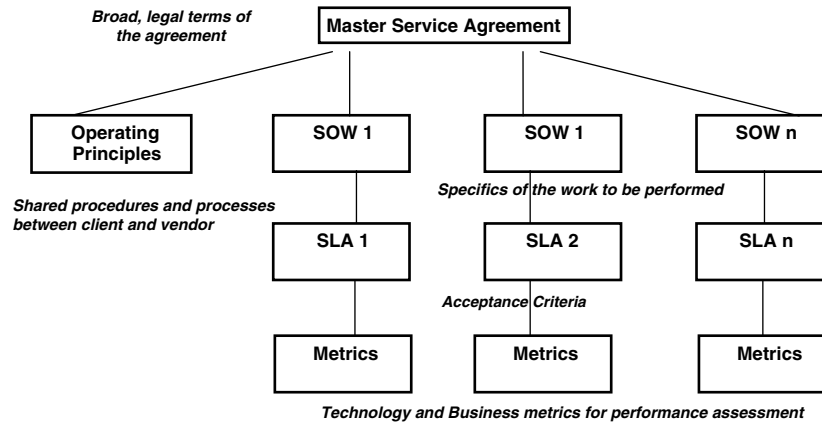 Broad, legal terms of
the agreement
Master Service Agreement
Operating
Principles
SOW 1
SOW 1
SOW n
Specifics of the work to be performed
Shared procedures and processes
between client and vendor
SLA 1
SLA 2
SLA n
Acceptance Criteria
Metrics
Metrics
Metrics
Technology and Business metrics for performance assessment